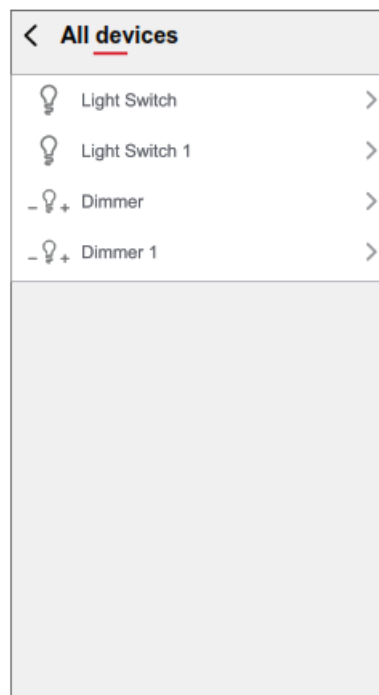 All devices
Light Switch
Light Switch 1
Dimmer
Dimmer 1